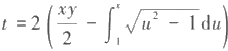 t = 2 ( xy/2 − ∫₁ˣ √(u² − 1) du )